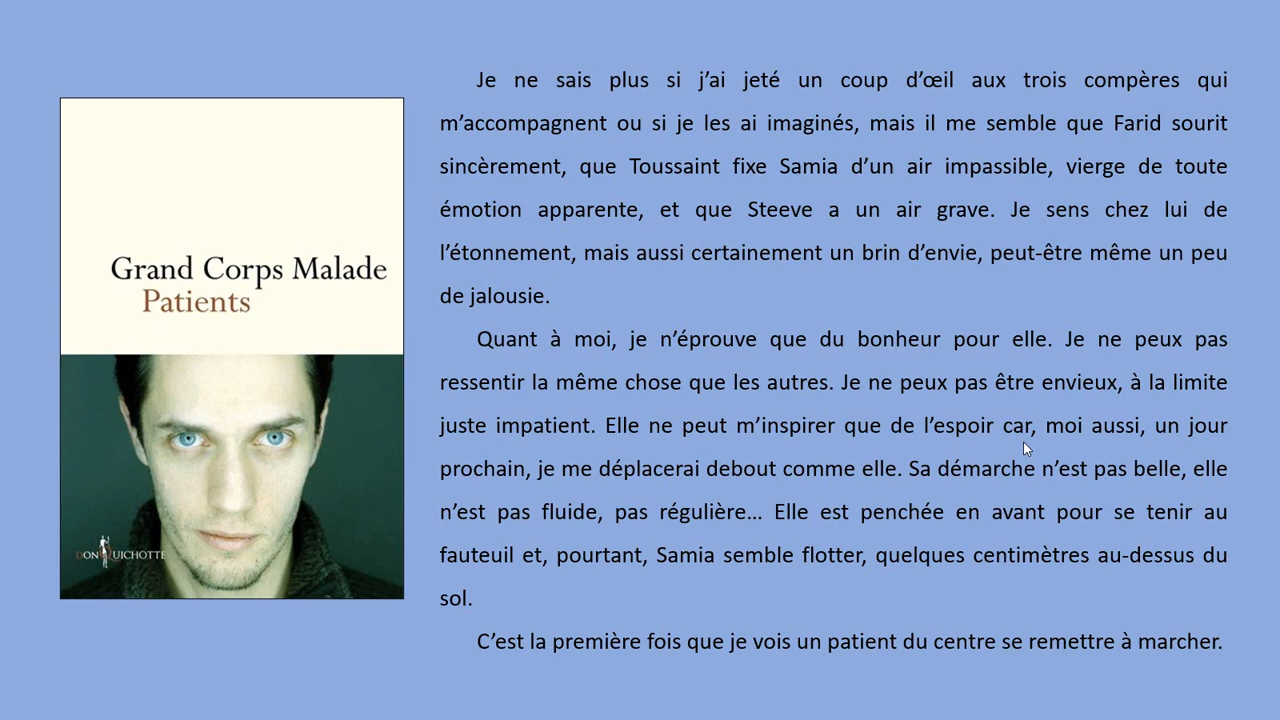 Grand Corps Malade
Patients
DON QUICHOTTE
Je ne sais plus si j’ai jeté un coup d’œil aux trois compères qui
m’accompagnent ou si je les ai imaginés, mais il me semble que Farid sourit
sincèrement, que Toussaint fixe Samia d’un air impassible, vierge de toute
émotion apparente, et que Steeve a un air grave. Je sens chez lui de
l’étonnement, mais aussi certainement un brin d’envie, peut-être même un peu
de jalousie.
Quant à moi, je n’éprouve que du bonheur pour elle. Je ne peux pas
ressentir la même chose que les autres. Je ne peux pas être envieux, à la limite
juste impatient. Elle ne peut m’inspirer que de l’espoir car, moi aussi, un jour
prochain, je me déplacerai debout comme elle. Sa démarche n’est pas belle, elle
n’est pas fluide, pas régulière… Elle est penchée en avant pour se tenir au
fauteuil et, pourtant, Samia semble flotter, quelques centimètres au-dessus du
sol.
C’est la première fois que je vois un patient du centre se remettre à marcher.